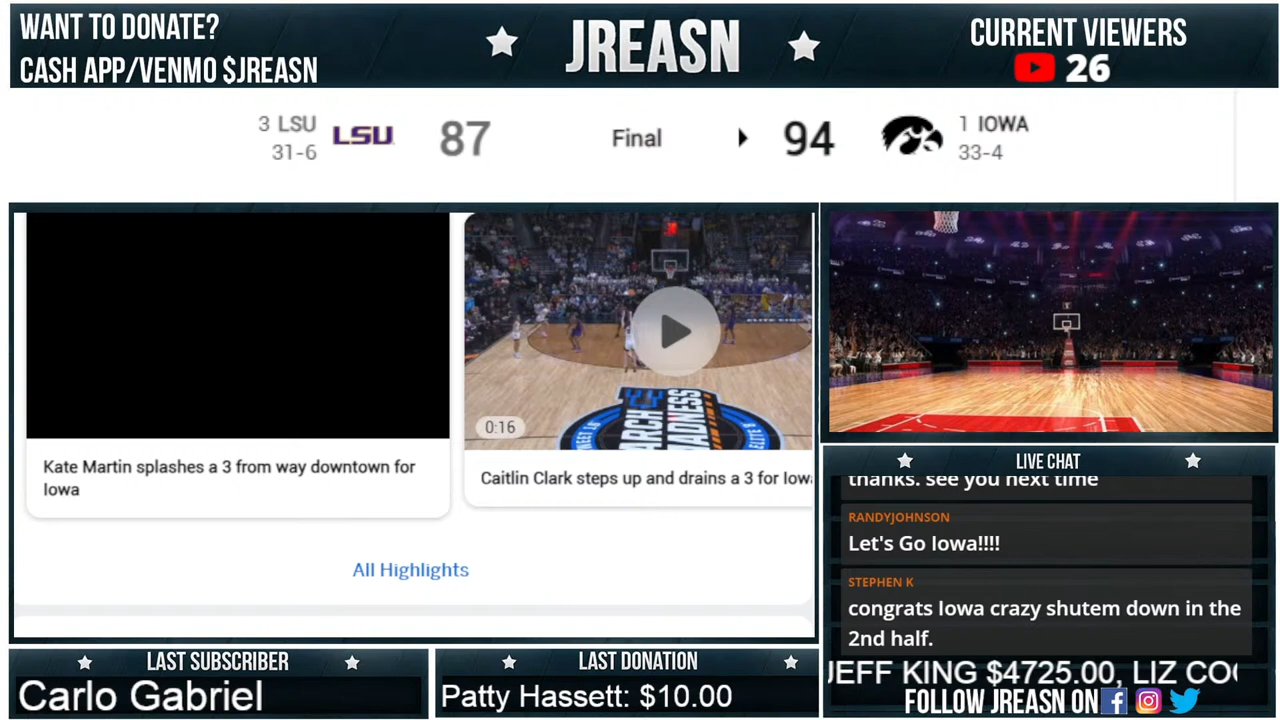 WANT TO DONATE?
CASH APP/VENMO $JREASN
JREASN
CURRENT VIEWERS
26
3 LSU
31-6
LSU
87
Final
94
1 IOWA
33-4
0:16
ARCH
MADNESS
Kate Martin splashes a 3 from way downtown for
Iowa
Caitlin Clark steps up and drains a 3 for Iowa
All Highlights
LIVE CHAT
thanks. see you next time
RANDYJOHNSON
Let's Go Iowa!!!!
STEPHEN K
congrats Iowa crazy shutem down in the
2nd half.
JEFF KING $4725.00, LIZ COO
FOLLOW JREASN ON
LAST SUBSCRIBER
Carlo Gabriel
LAST DONATION
Patty Hassett: $10.00